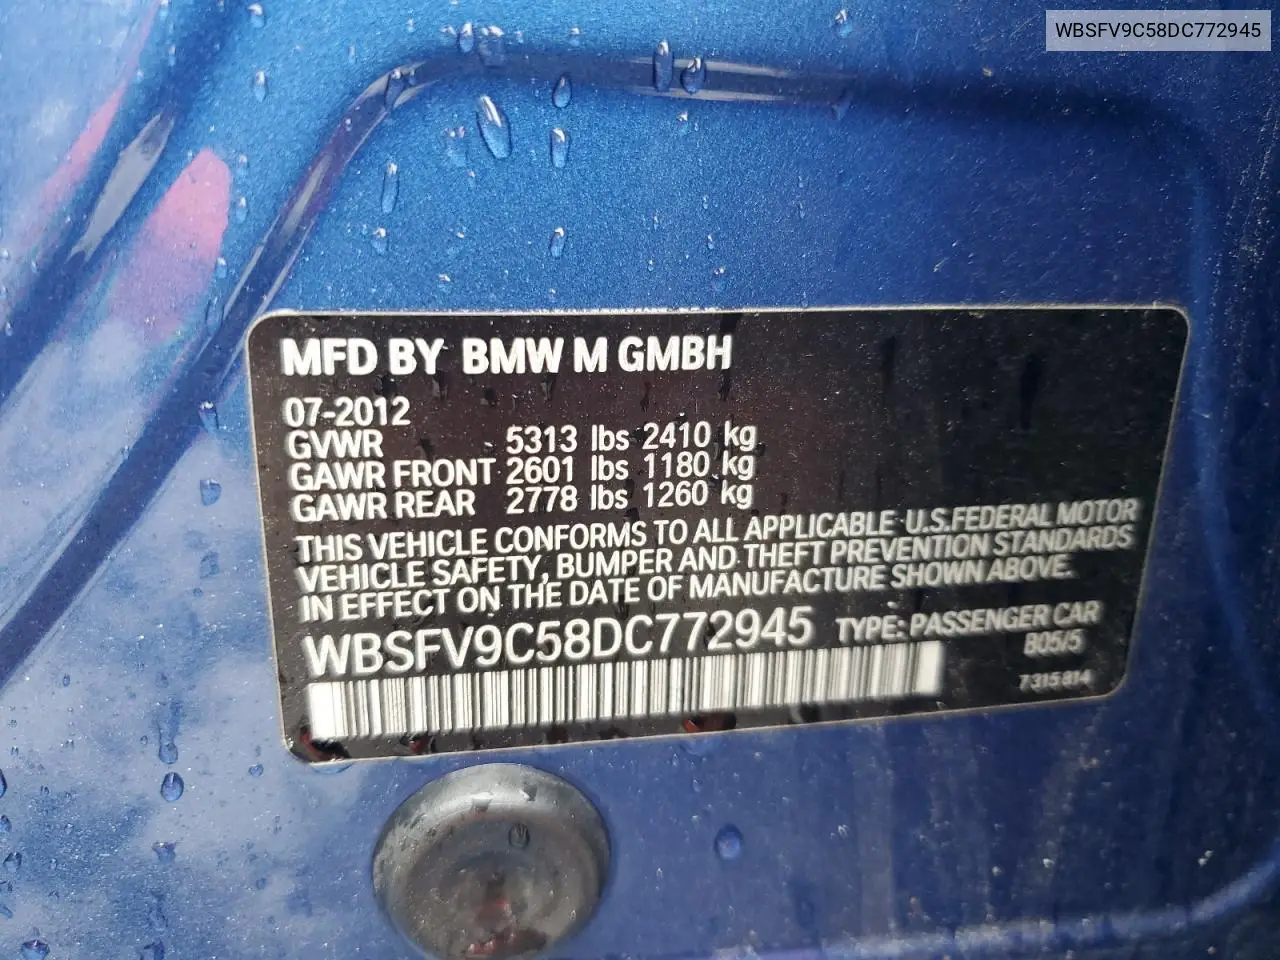 WBSFV9C58DC772945
MFD BY BMW M GMBH
07-2012
GVWR 5313 lbs 2410 kg
GAWR FRONT 2601 lbs 1180 kg
GAWR REAR 2778 lbs 1260 kg
THIS VEHICLE CONFORMS TO ALL APPLICABLE U.S.FEDERAL MOTOR
VEHICLE SAFETY, BUMPER AND THEFT PREVENTION STANDARDS
IN EFFECT ON THE DATE OF MANUFACTURE SHOWN ABOVE.
WBSFV9C58DC772945 TYPE: PASSENGER CAR
B05/5
7315814